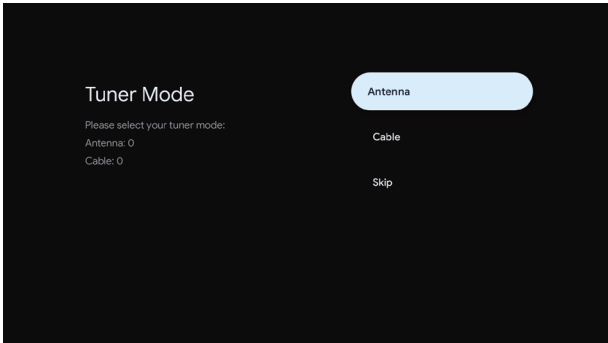 Tuner Mode
Please select your tuner mode:
Antenna: 0
Cable: 0
Antenna
Cable
Skip